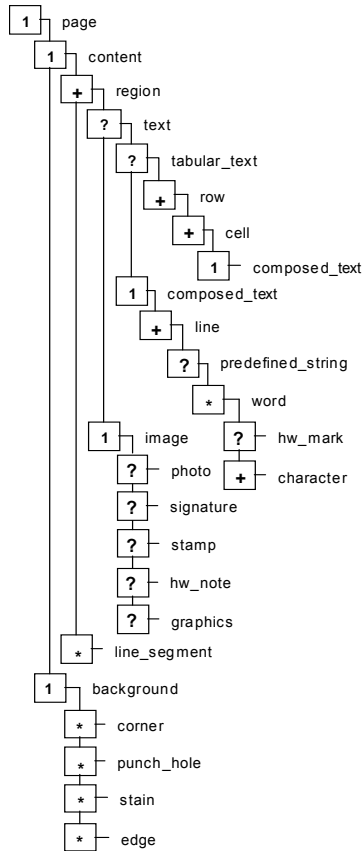 1 page
1 content
+ region
? text
? tabular_text
+ row
+ cell
1 composed_text
1 composed_text
+ line
? predefined_string
* word
? hw_mark
+ character
1 image
? photo
? signature
? stamp
? hw_note
? graphics
* line_segment
1 background
* corner
* punch_hole
* stain
* edge